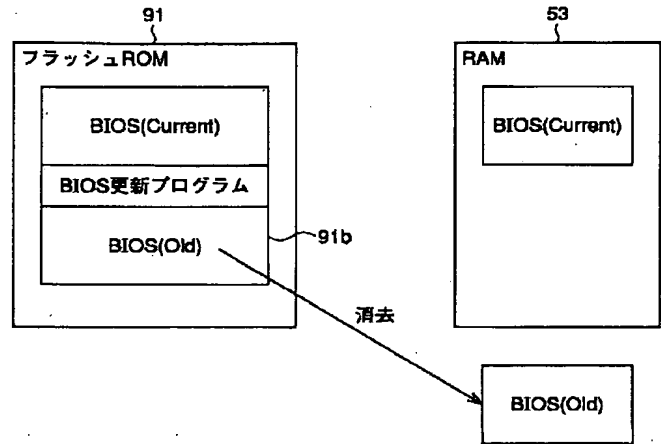 91
フラッシュROM
BIOS(Current)
BIOS更新プログラム
BIOS(Old)
91b
消去
53
RAM
BIOS(Current)
BIOS(Old)